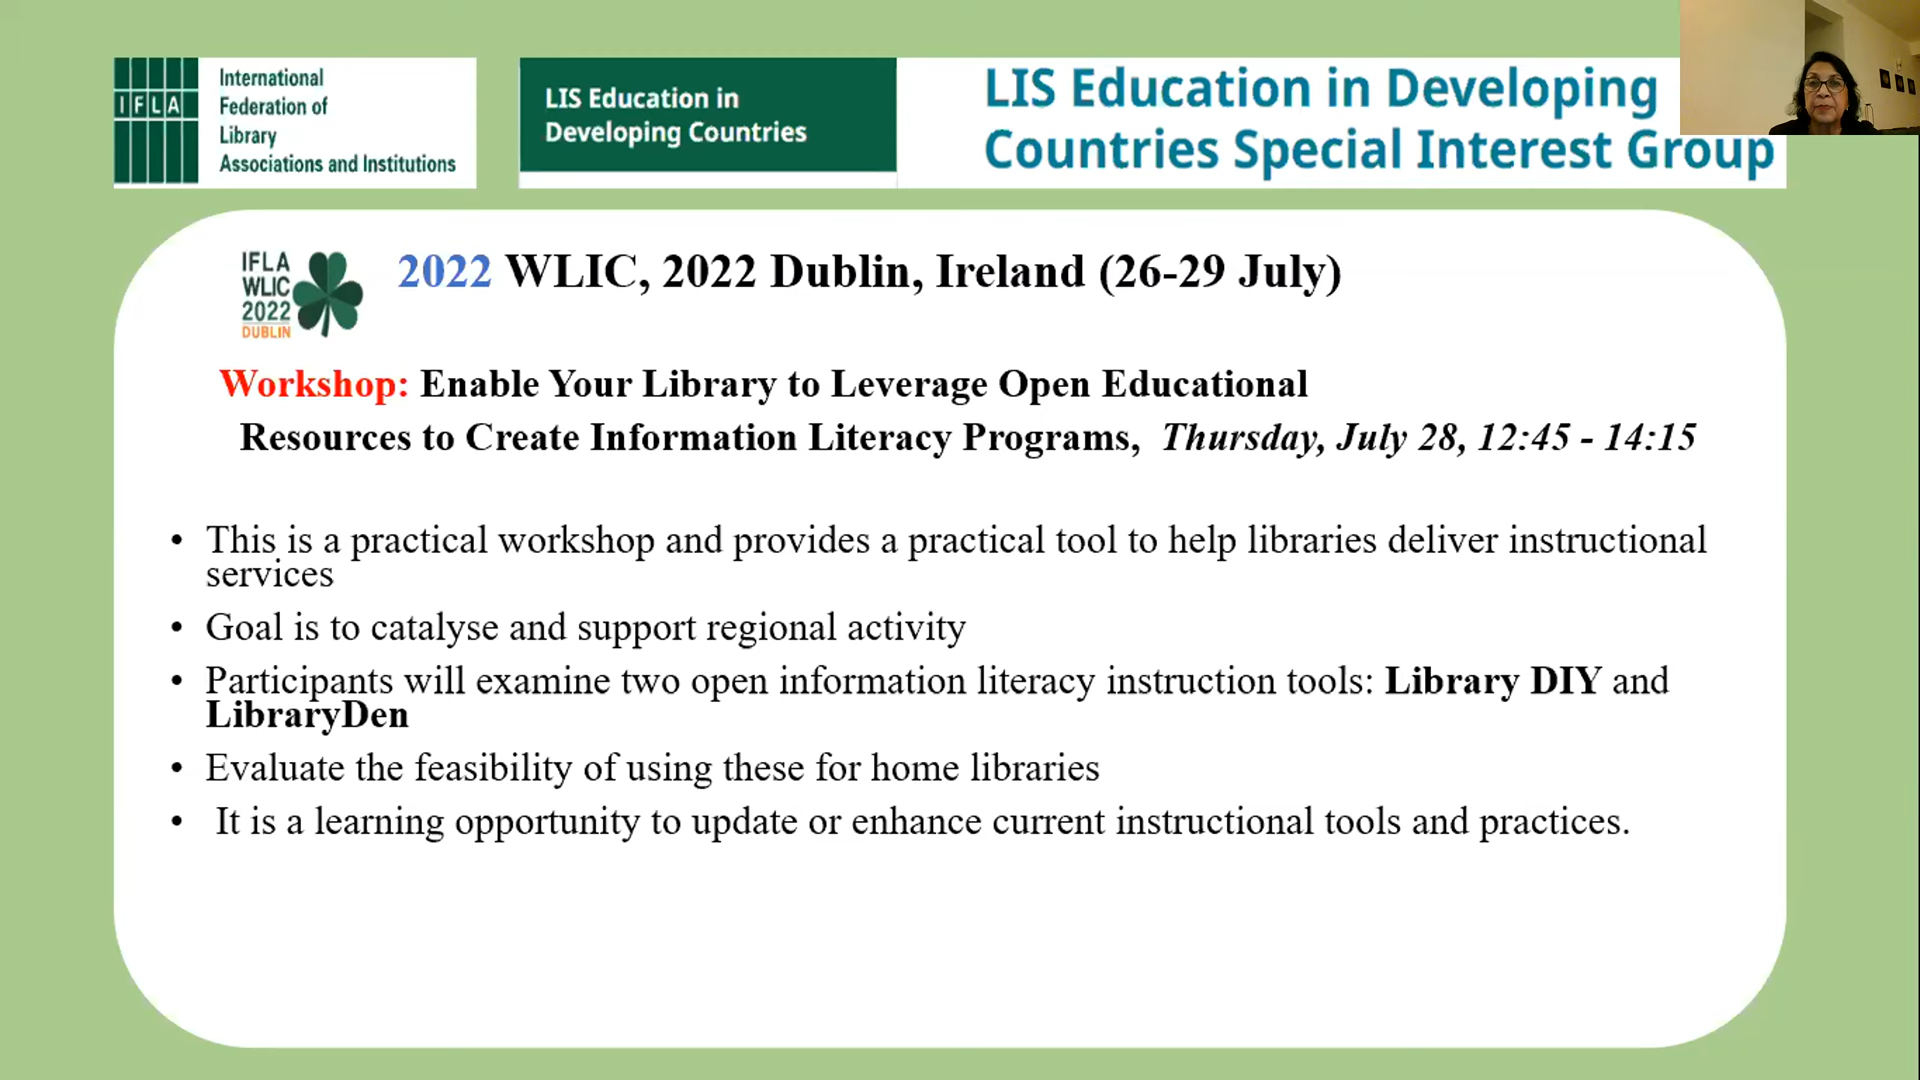 IFLA
International
Federation of
Library
Associations and Institutions
LIS Education in
Developing Countries
LIS Education in Developing
Countries Special Interest Group
IFLA
WLIC
2022
DUBLIN
2022 WLIC, 2022 Dublin, Ireland (26-29 July)
Workshop: Enable Your Library to Leverage Open Educational
Resources to Create Information Literacy Programs, Thursday, July 28, 12:45 - 14:15
• This is a practical workshop and provides a practical tool to help libraries deliver instructional
services
• Goal is to catalyse and support regional activity
• Participants will examine two open information literacy instruction tools: Library DIY and
LibraryDen
• Evaluate the feasibility of using these for home libraries
• It is a learning opportunity to update or enhance current instructional tools and practices.